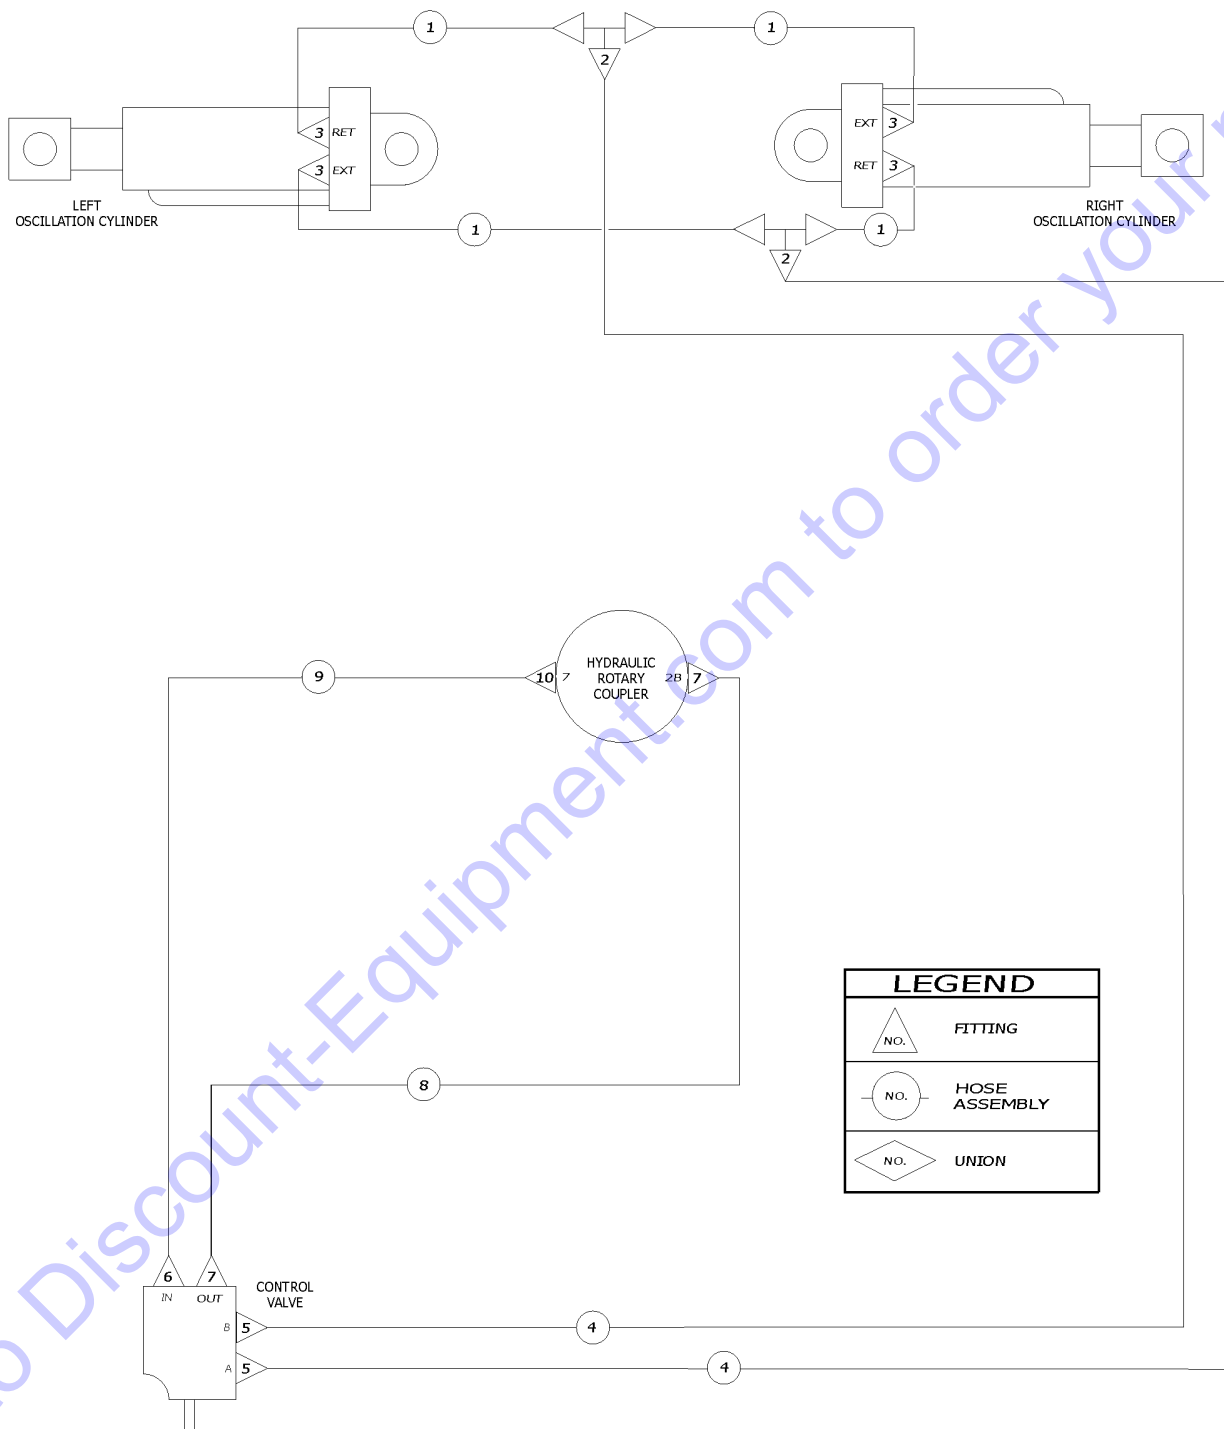 1
1
2
3 RET
3 EXT
EXT 3
RET 3
LEFT
OSCILLATION CYLINDER
RIGHT
OSCILLATION CYLINDER
1
1
2
9
10 7
HYDRAULIC
ROTARY
COUPLER
2B 7
8
LEGEND
NO. FITTING
NO. HOSE
ASSEMBLY
NO. UNION
6
7
IN OUT
CONTROL
VALVE
B 5
4
A 5
4
o Discount-Equipment.com to order your